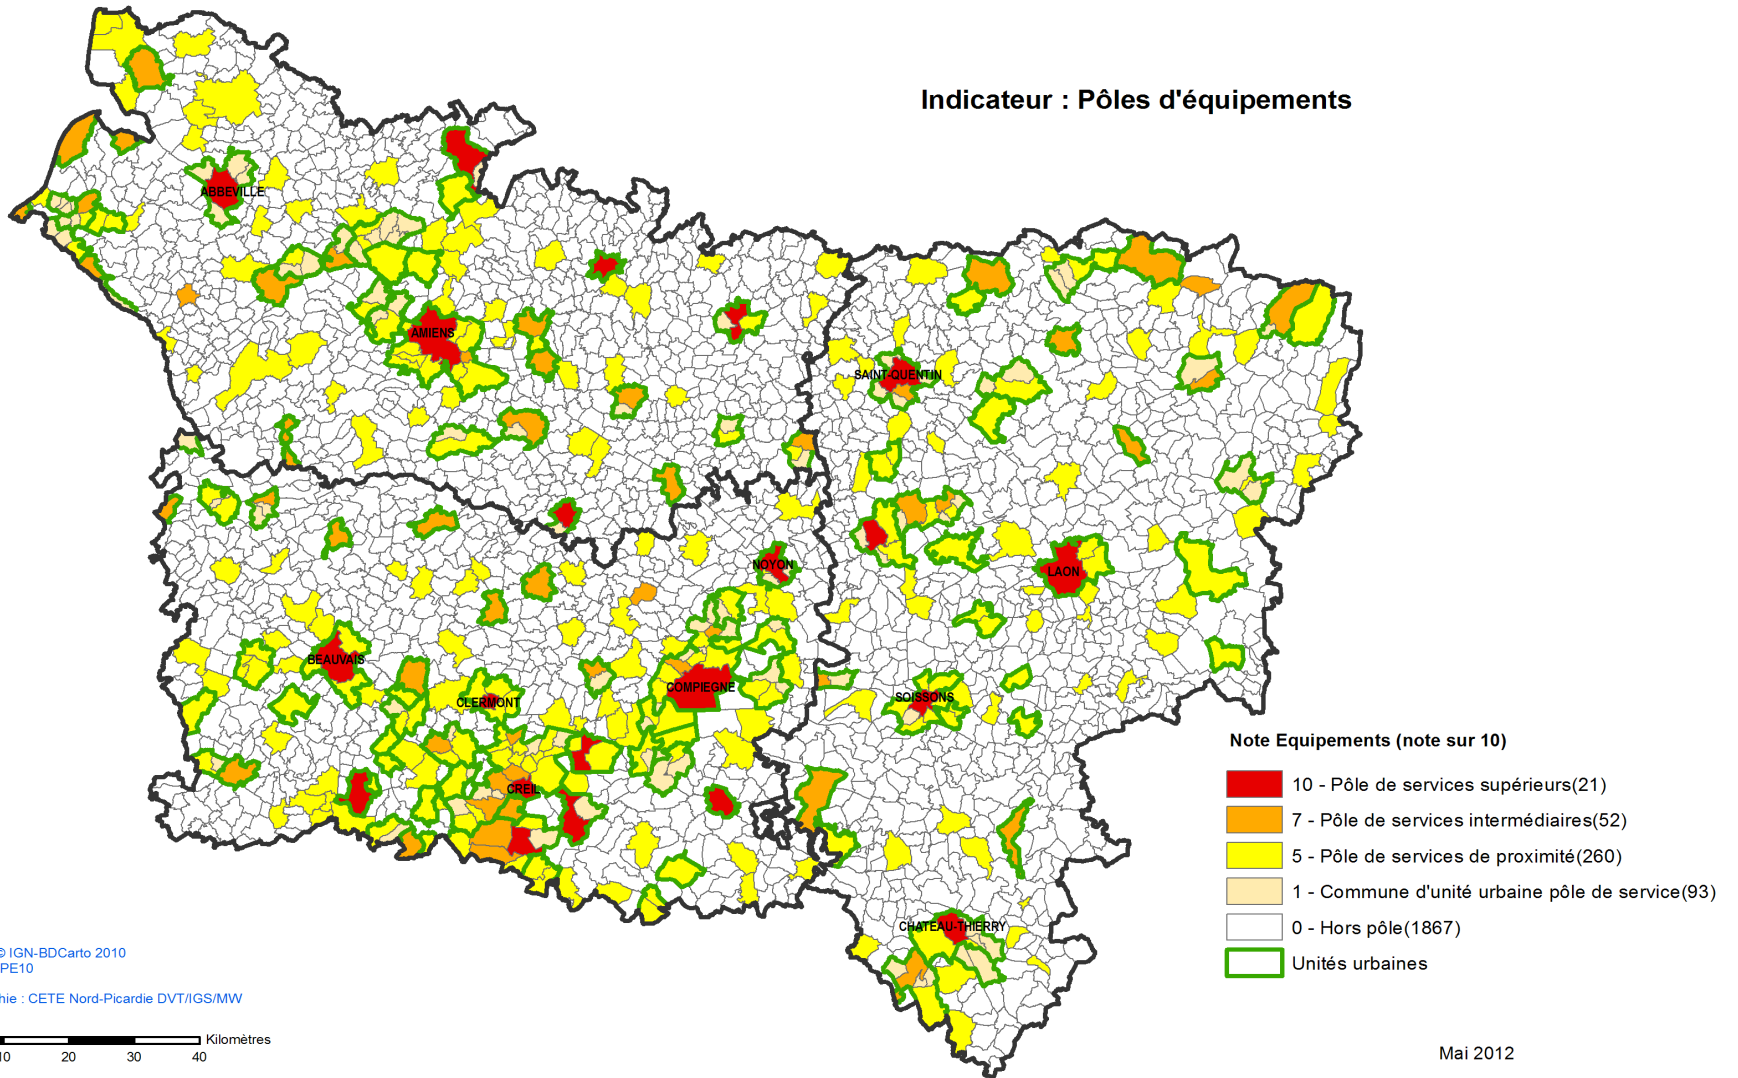 Indicateur : Pôles d'équipements
ABBEVILLE
AMIENS
SAINT-QUENTIN
NOYON
LAON
BEAUVAIS
CLERMONT
COMPIEGNE
SOISSONS
CREIL
CHATEAU-THIERRY
Note Equipements (note sur 10)
10 - Pôle de services supérieurs(21)
7 - Pôle de services intermédiaires(52)
5 - Pôle de services de proximité(260)
1 - Commune d'unité urbaine pôle de service(93)
0 - Hors pôle(1867)
Unités urbaines
© IGN-BDCarto 2010
PE10
hie : CETE Nord-Picardie DVT/IGS/MW
Kilomètres
10 20 30 40
Mai 2012